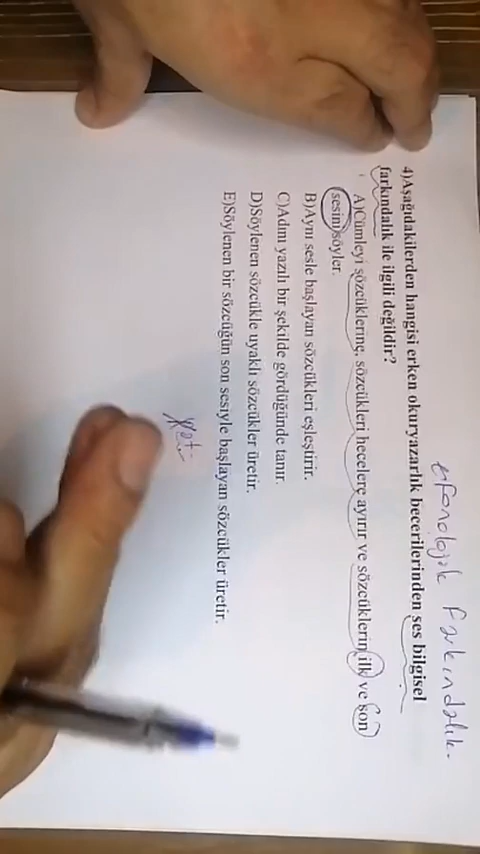 fonolojik farkındalık.
4)Aşağıdakilerden hangisi erken okuryazarlık becerilerinden ses bilgisel
farkındalık ile ilgili değildir?
A)Cümleyi sözcüklerine, sözcükleri hecelere ayırır ve sözcüklerin ilk ve son
sesini söyler.
B)Aynı sesle başlayan sözcükleri eşleştirir.
C)Adını yazılı bir şekilde gördüğünde tanır.
D)Söylenen sözcükle uyaklı sözcükler üretir.
E)Söylenen bir sözcüğün son sesiyle başlayan sözcükler üretir.